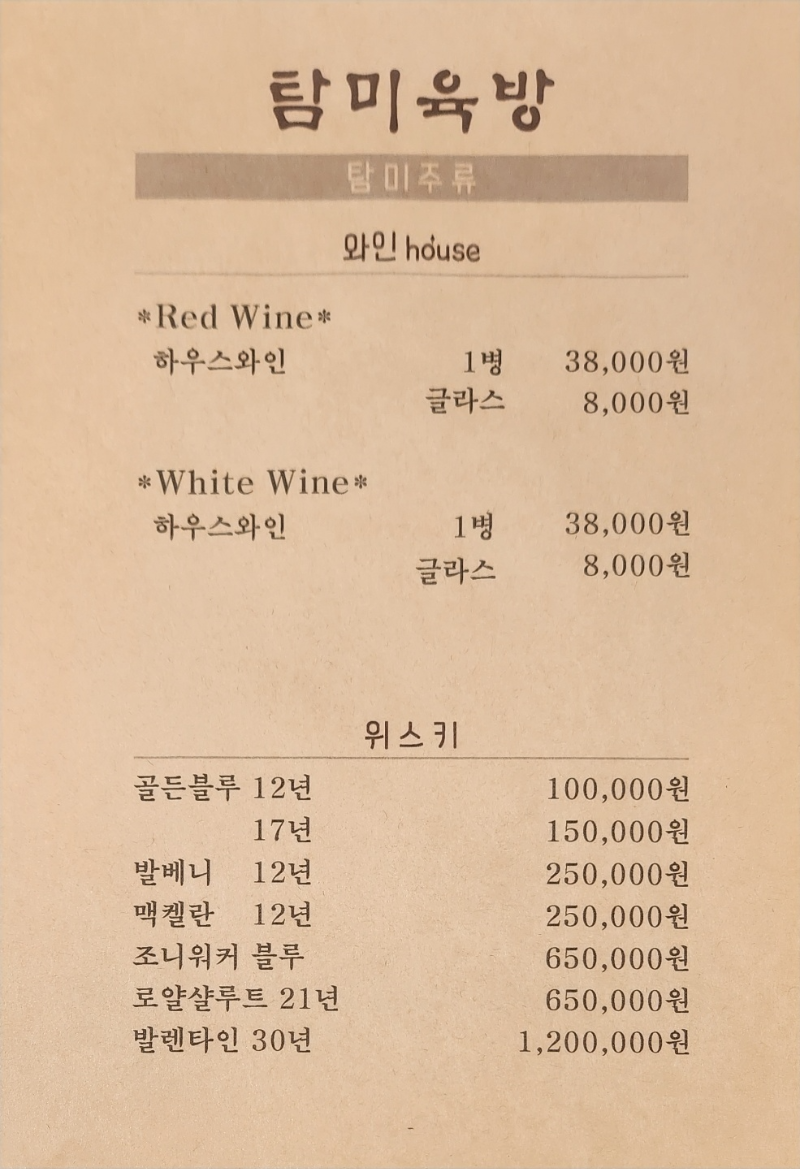 탐미육방
탐미주류
와인 house
*Red Wine*
하우스와인 1병 38,000원
글라스 8,000원
*White Wine*
하우스와인 1병 38,000원
글라스 8,000원
위스키
골든블루 12년 100,000원
17년 150,000원
발베니 12년 250,000원
맥켈란 12년 250,000원
조니워커 블루 650,000원
로얄샬루트 21년 650,000원
발렌타인 30년 1,200,000원